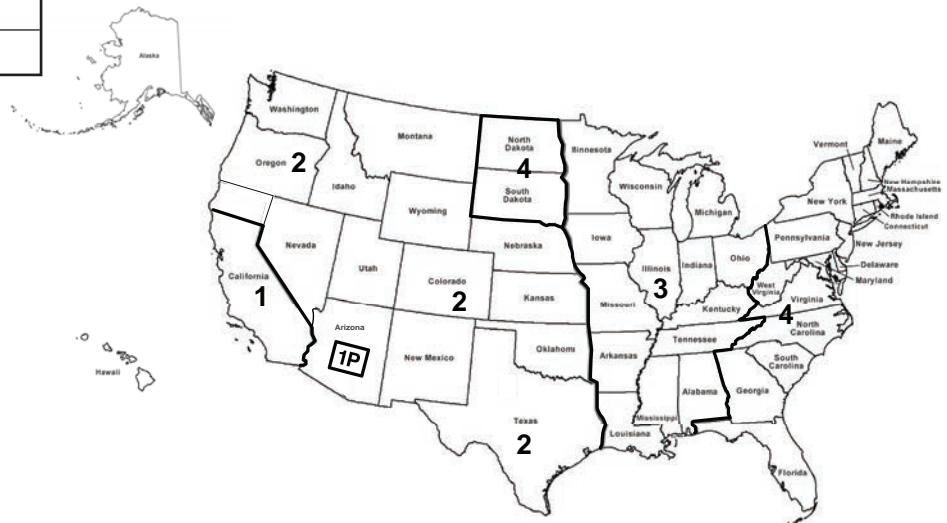 Alaska
Washington
Montana
North
Dakota
4
Binnesota
Vermont
Maine
Oregon 2
Idaho
South
Dakota
Wisconsin
Michigan
New York
New Hampshire
Massachusetts
Rhode Island
Connecticut
Wyoming
Nebraska
Iowa
Pennsylvania
New Jersey
Nevada
Utah
Colorado
2
Illinois
3
Indiana
Ohio
Delaware
Maryland
California
1
Kansas
Missouri
Kentucky
West
Virginia
Virginia
4
Arizona
1P
New Mexico
Oklahomi
Arkansas
Tennessee
North
Carolina
South
Carolina
Hawaii
Texas
2
Mississippi
Alabama
Georgia
Louisiana
Florida